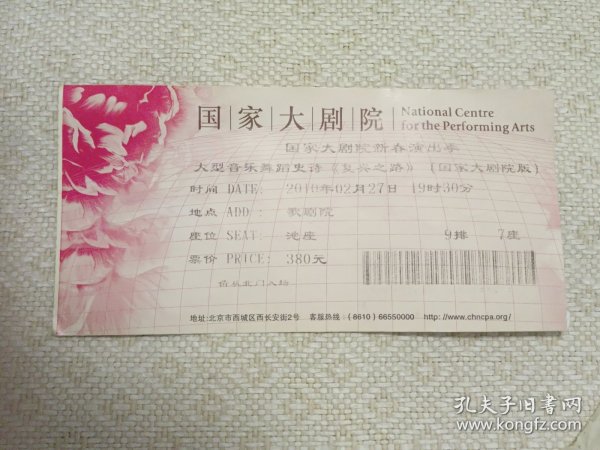 国家大剧院 National Centre for the Performing Arts
国家大剧院新春演出季
大型音乐舞蹈史诗《复兴之路》（国家大剧院版）
时间 DATE: 2010年02月27日 19时30分
地点 ADD : 歌剧院
座位 SEAT: 池座 9排 7座
票价 PRICE: 380元
地址:北京市西城区西长安街2号 客服热线:(8610) 66550000 http://www.chncpa.org/
孔夫子旧书网
www.kongfz.com